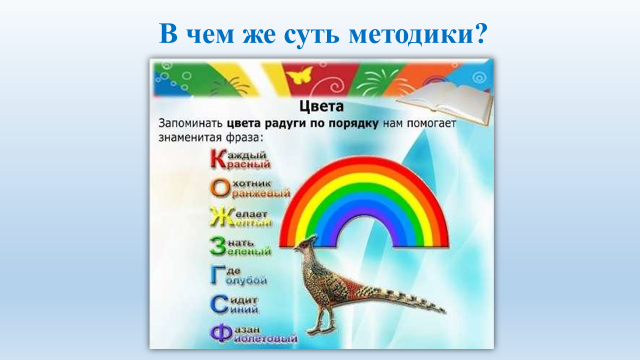 В чем же суть методики?
Цвета
Запоминать цвета радуги по порядку нам помогает
знаменитая фраза:
Каждый
Красный
Охотник
Оранжевый
Желает
Желтый
Знать
Зеленый
Где
Голубой
Сидит
Синий
Фазан
Фиолетовый